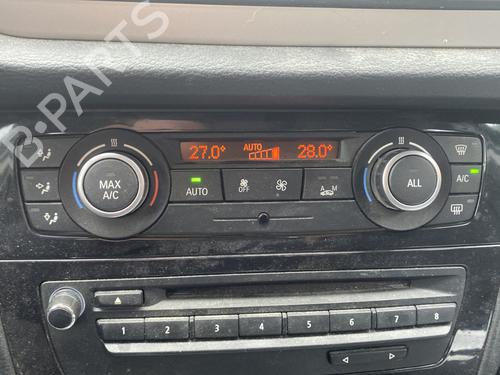 B-PARTS
27.0° AUTO 28.0°
MAX A/C
AUTO
OFF
A M
ALL
A/C
1 2 3 4 5 6 7 8